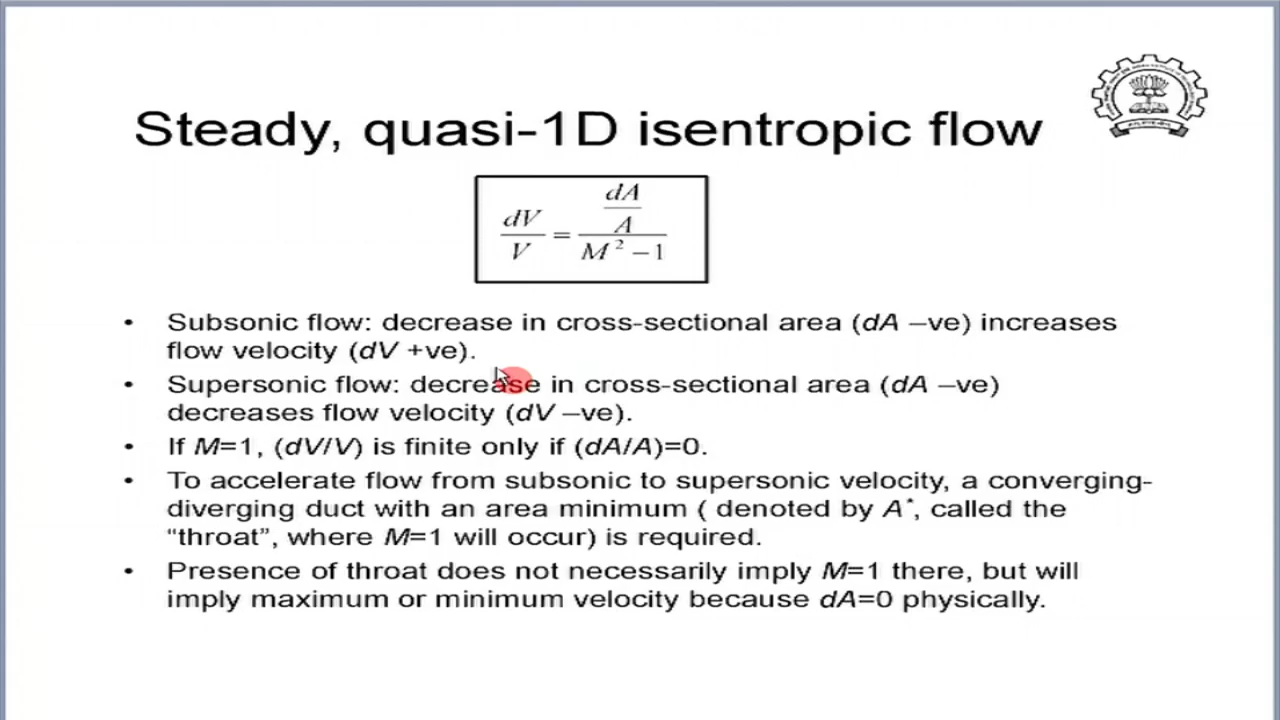 Steady, quasi-1D isentropic flow
dV/V = (dA/A)/(M² – 1)
• Subsonic flow: decrease in cross-sectional area (dA –ve) increases
flow velocity (dV +ve).
• Supersonic flow: decrease in cross-sectional area (dA –ve)
decreases flow velocity (dV –ve).
• If M=1, (dV/V) is finite only if (dA/A)=0.
• To accelerate flow from subsonic to supersonic velocity, a converging-
diverging duct with an area minimum ( denoted by A*, called the
“throat”, where M=1 will occur) is required.
• Presence of throat does not necessarily imply M=1 there, but will
imply maximum or minimum velocity because dA=0 physically.